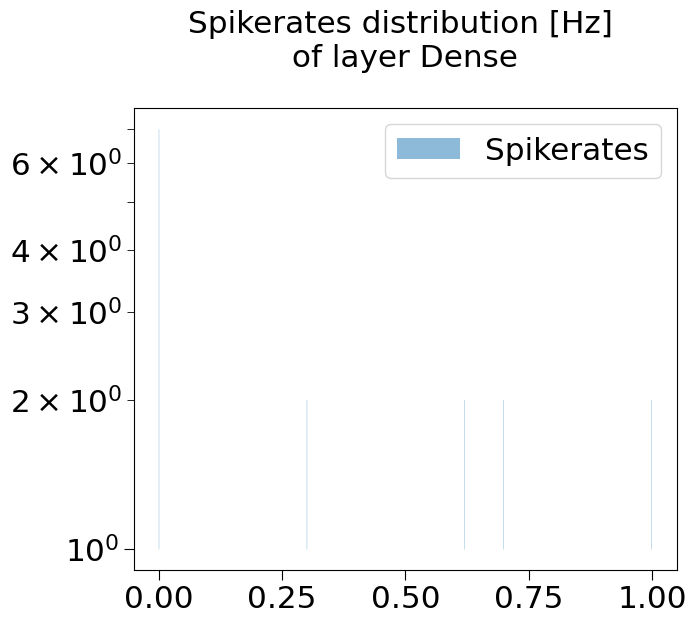 Spikerates distribution [Hz]
of layer Dense
Spikerates
6 × 10⁰
4 × 10⁰
3 × 10⁰
2 × 10⁰
10⁰
0.00 0.25 0.50 0.75 1.00